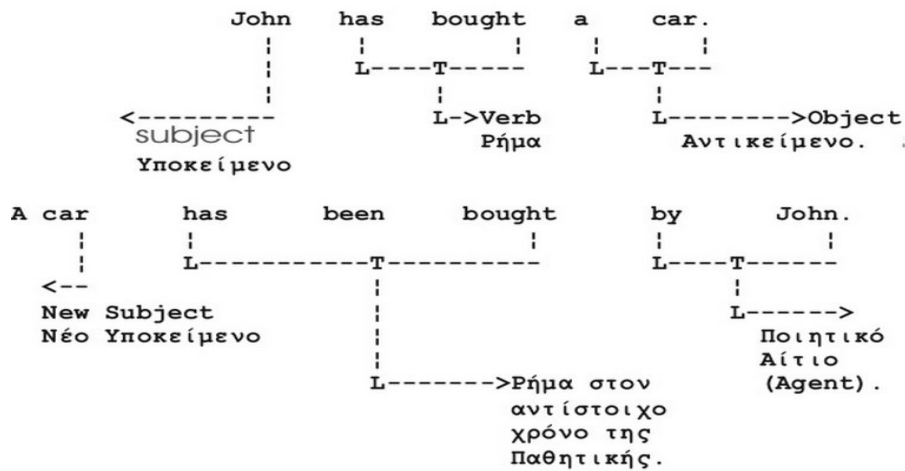 John has bought a car.
subject
Υποκείμενο
L->Verb
Ρήμα
L-------->Object
Αντικείμενο.
A car has been bought by John.
New Subject
Νέο Υποκείμενο
Ποιητικό
Αίτιο
(Agent).
Ρήμα στον
αντίστοιχο
χρόνο της
Παθητικής.